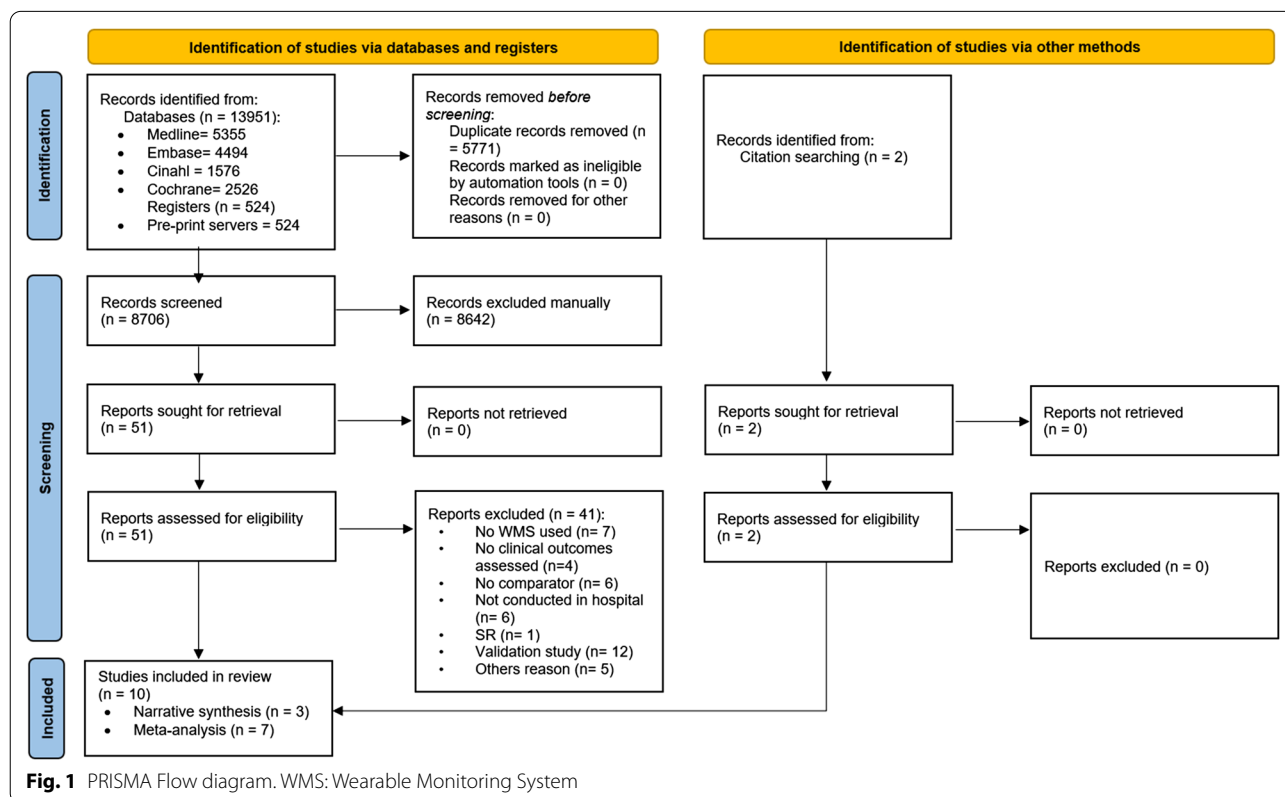 Identification of studies via databases and registers
Identification of studies via other methods
Identification
Records identified from:
Databases (n = 13951):
• Medline= 5355
• Embase= 4494
• Cinahl = 1576
• Cochrane= 2526
Registers (n = 524)
• Pre-print servers = 524
Records removed before
screening:
Duplicate records removed (n
= 5771)
Records marked as ineligible
by automation tools (n = 0)
Records removed for other
reasons (n = 0)
Records identified from:
Citation searching (n = 2)
Screening
Records screened
(n = 8706)
Records excluded manually
(n = 8642)
Reports sought for retrieval
(n = 51)
Reports not retrieved
(n = 0)
Reports sought for retrieval
(n = 2)
Reports not retrieved
(n = 0)
Reports assessed for eligibility
(n = 51)
Reports excluded (n = 41):
• No WMS used (n= 7)
• No clinical outcomes
assessed (n=4)
• No comparator (n= 6)
• Not conducted in hospital
(n= 6)
• SR (n= 1)
• Validation study (n= 12)
• Others reason (n= 5)
Reports assessed for eligibility
(n = 2)
Reports excluded (n = 0)
Included
Studies included in review
(n = 10)
• Narrative synthesis (n = 3)
• Meta-analysis (n = 7)
Fig. 1 PRISMA Flow diagram. WMS: Wearable Monitoring System